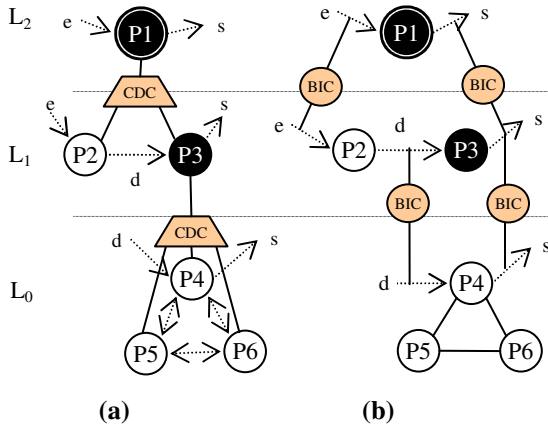 L2 e P1 s e P1 s
CDC BIC BIC
e s e s
L1 P2 P3 P2 d P3
d
CDC BIC BIC
d s s
L0 P4 d P4
P5 P6 P5 P6
(a) (b)